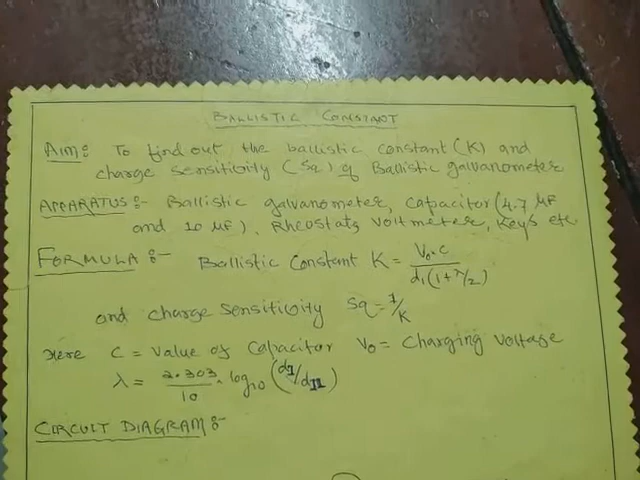 BALLISTIC CONSTANT
AIM: To find out the ballistic constant (K) and
charge sensitivity (Sq) of Ballistic galvanometer
APPARATUS:- Ballistic galvanometer, capacitor (4.7 μF
and 10 μF), Rheostats, Voltmeter, Keys etc.
FORMULA:- Ballistic Constant K = V₀.C / d₁(1+λ/2)
and charge sensitivity Sq = 1/K
Here C = Value of Capacitor V₀ = Charging Voltage
λ = 2.303/10 . log₁₀ (dI/dII)
CIRCUIT DIAGRAM:-